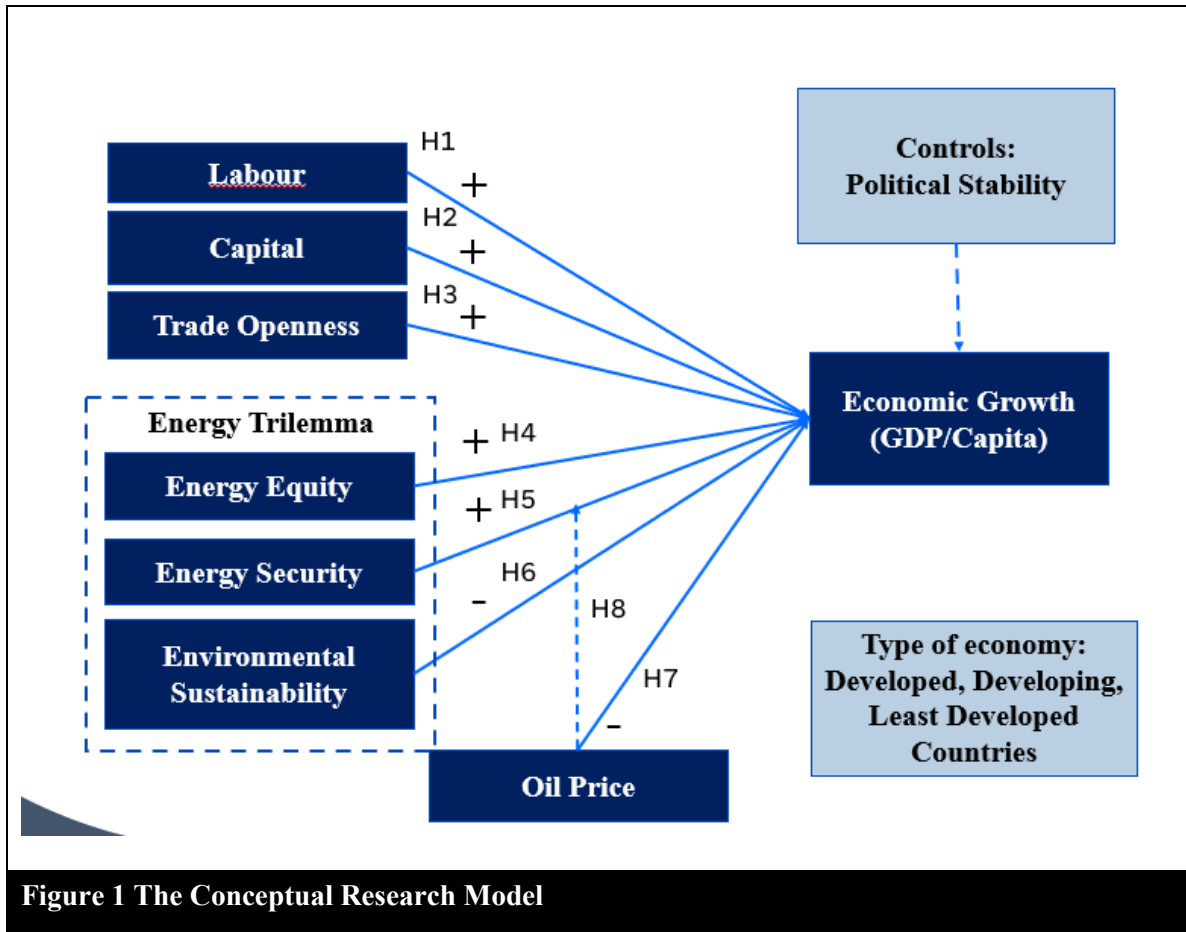 H1
Labour
+
Controls:
Political Stability
H2
Capital
+
H3
Trade Openness
+
Economic Growth
(GDP/Capita)
Energy Trilemma
+ H4
Energy Equity
+ H5
Energy Security
H6
-
H8
Environmental
Sustainability
H7
-
Type of economy:
Developed, Developing,
Least Developed
Countries
Oil Price
Figure 1 The Conceptual Research Model